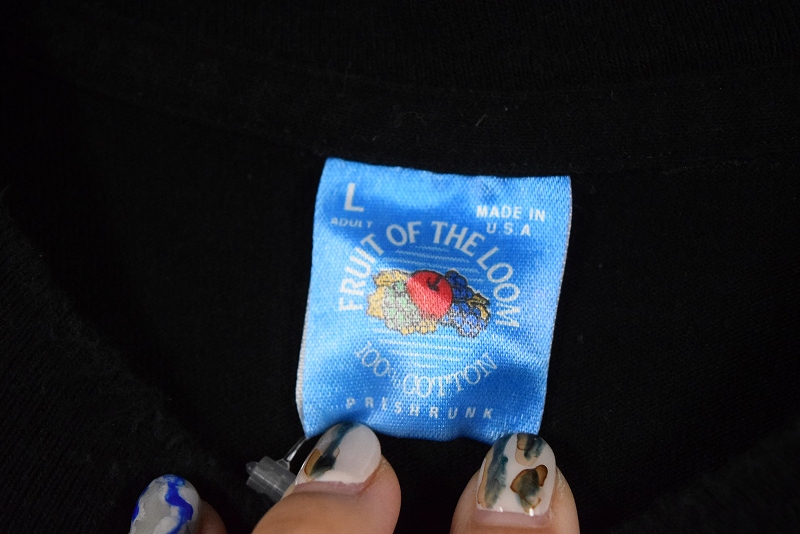 L
ADULT
MADE IN
U S A
FRUIT OF THE LOOM
100% COTTON
PRESHRUNK